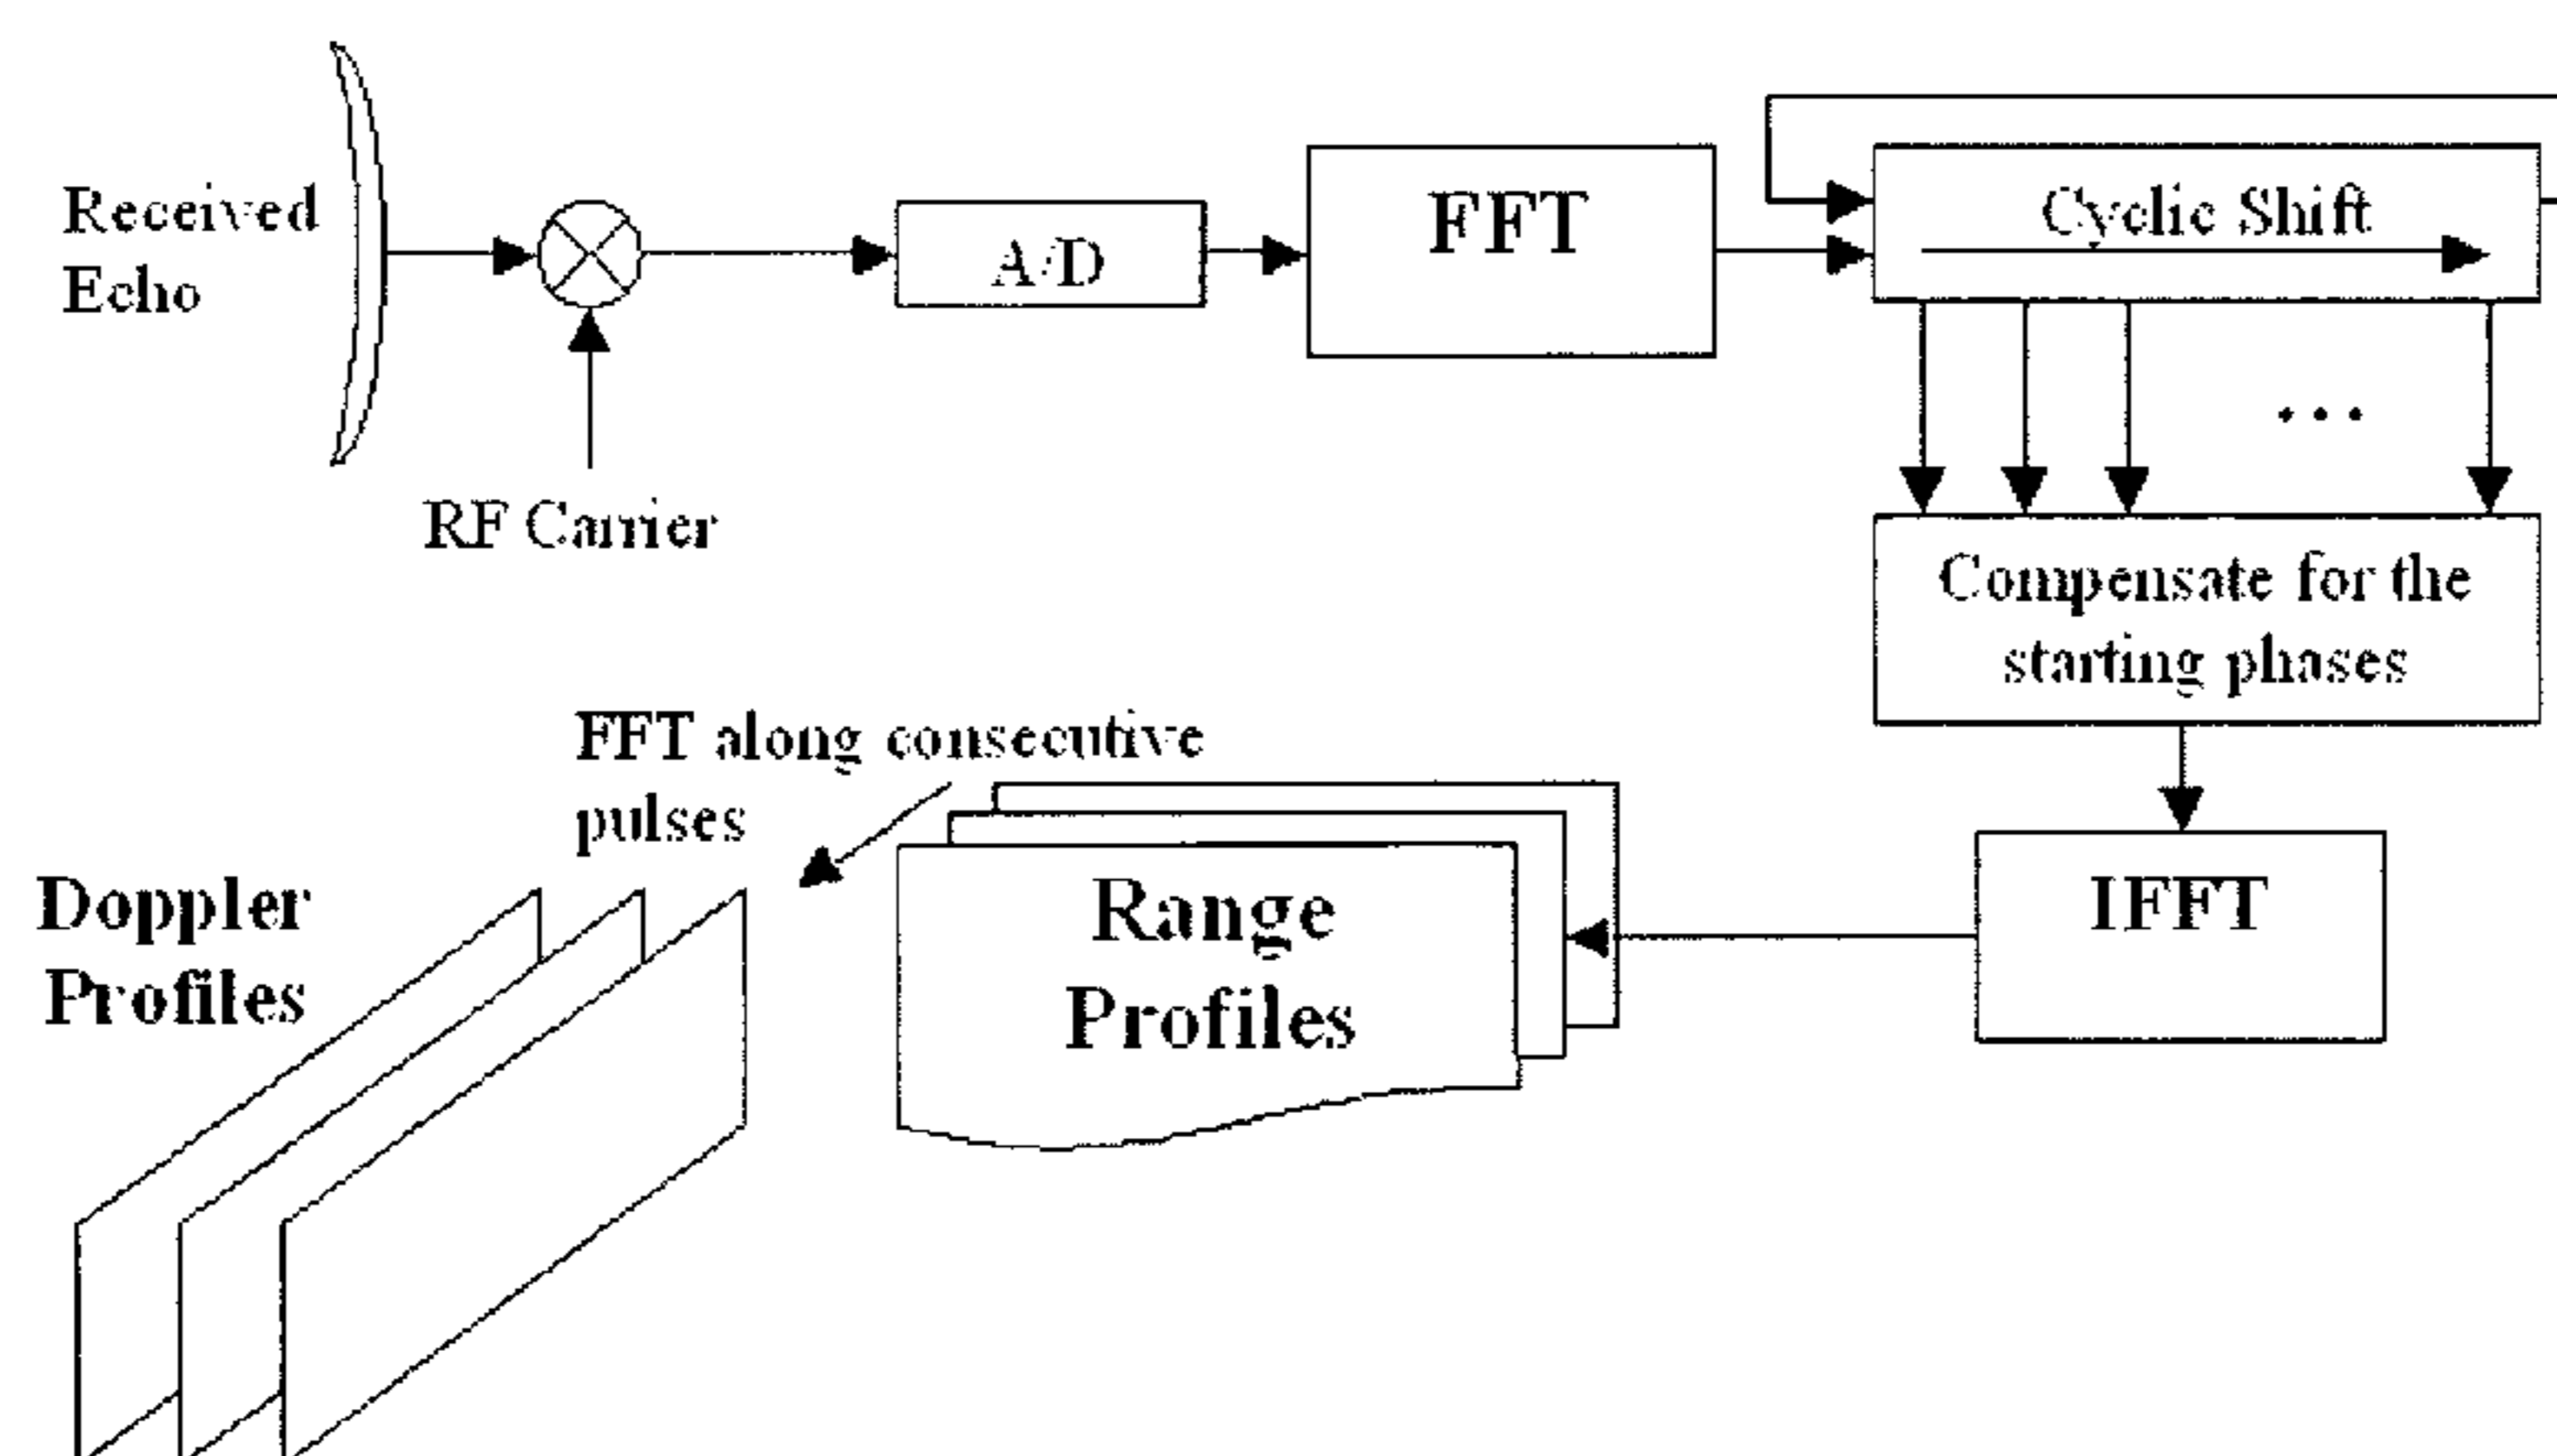 Received
Echo
RF Carrier
A/D
FFT
Cyclic Shift
...
Compensate for the
starting phases
IFFT
Range
Profiles
FFT along consecutive
pulses
Doppler
Profiles